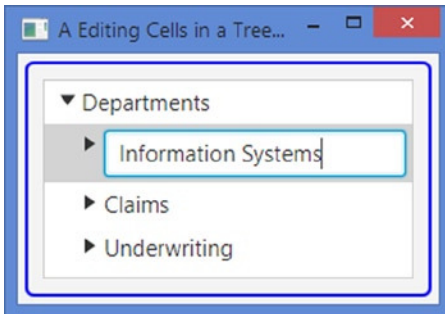 A Editing Cells in a Tree...
Departments
Information Systems
Claims
Underwriting